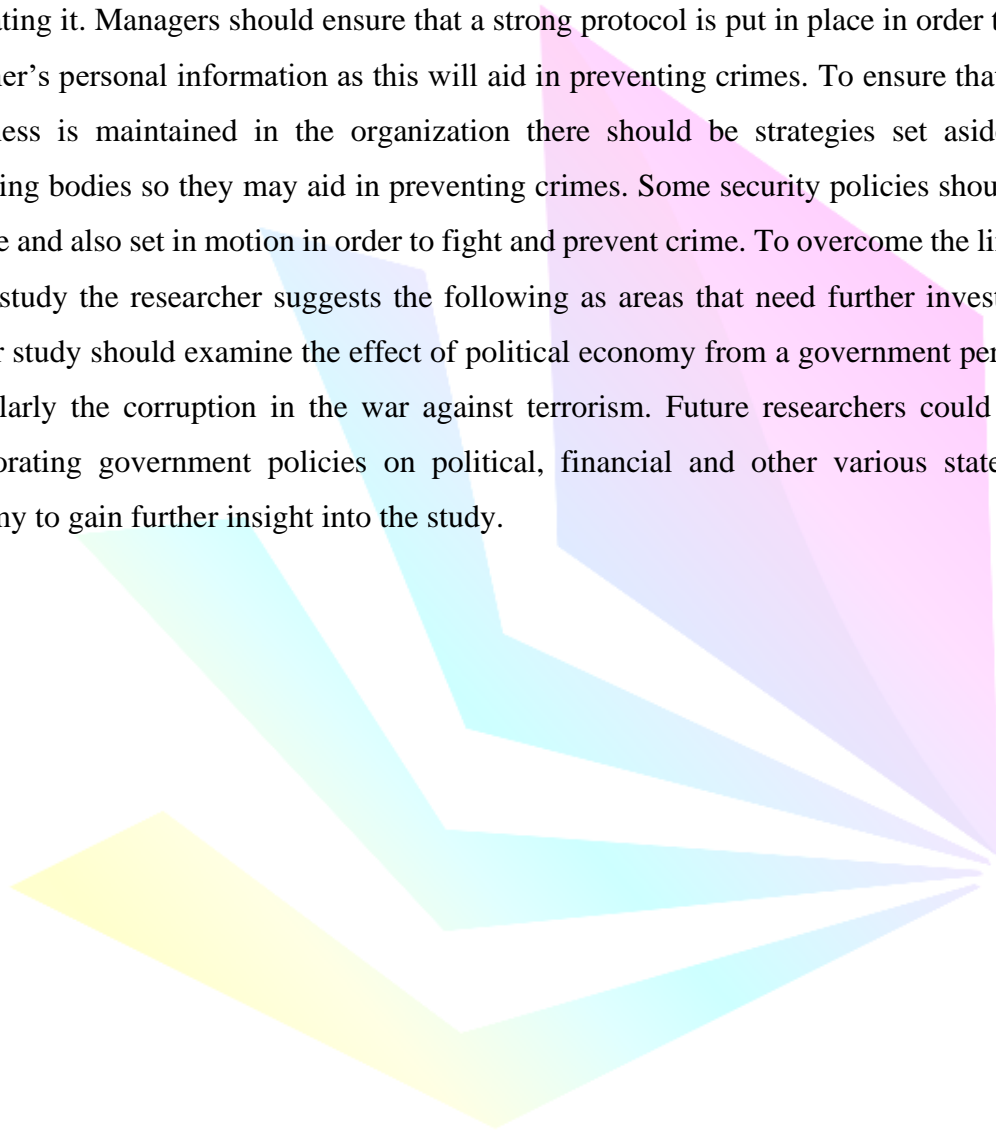 ating it. Managers should ensure that a strong protocol is put in place in order t
ner’s personal information as this will aid in preventing crimes. To ensure that
ness is maintained in the organization there should be strategies set aside
ing bodies so they may aid in preventing crimes. Some security policies shou
e and also set in motion in order to fight and prevent crime. To overcome the li
study the researcher suggests the following as areas that need further invest
r study should examine the effect of political economy from a government per
larly the corruption in the war against terrorism. Future researchers could
orating government policies on political, financial and other various state
ny to gain further insight into the study.